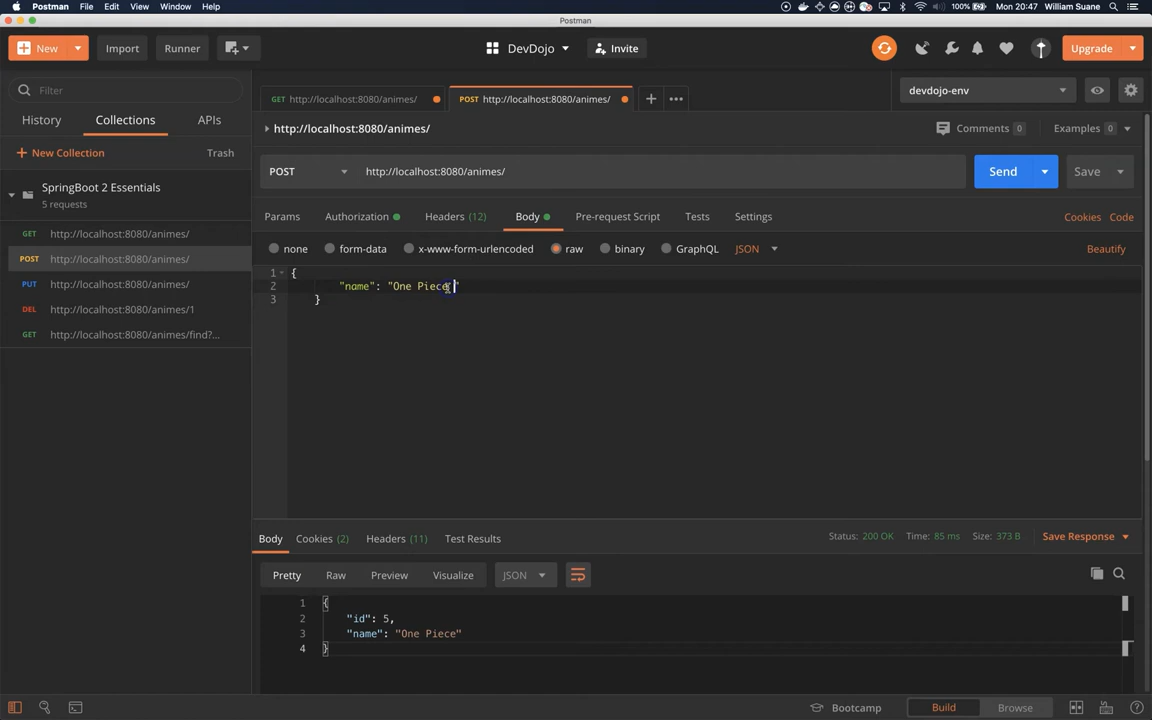 Postman File Edit View Window Help 100% Mon 20:47 William Suane
Postman
New Import Runner DevDojo Invite Upgrade
Filter
GET http://localhost:8080/animes/ POST http://localhost:8080/animes/ devdojo-env
History Collections APIs
http://localhost:8080/animes/ Comments 0 Examples 0
New Collection Trash
POST http://localhost:8080/animes/ Send Save
SpringBoot 2 Essentials
5 requests
Params Authorization Headers (12) Body Pre-request Script Tests Settings Cookies Code
GET http://localhost:8080/animes/
none form-data x-www-form-urlencoded raw binary GraphQL JSON Beautify
POST http://localhost:8080/animes/
1 {
PUT http://localhost:8080/animes/
2 "name": "One Piece "
3 }
DEL http://localhost:8080/animes/1
GET http://localhost:8080/animes/find?...
Body Cookies (2) Headers (11) Test Results Status: 200 OK Time: 85 ms Size: 373 B Save Response
Pretty Raw Preview Visualize JSON
1 {
2 "id": 5,
3 "name": "One Piece"
4 }
Bootcamp Build Browse